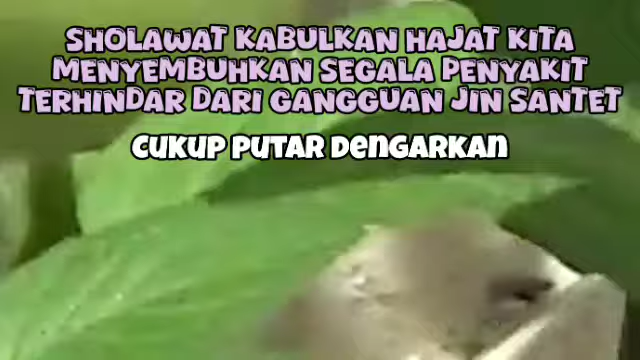 SHOLAWAT KABULKAN HAJAT KITA
MENYEMBUHKAN SEGALA PENYAKIT
TERHINDAR DARI GANGGUAN JIN SANTET
CUKUP PUTAR DENGARKAN